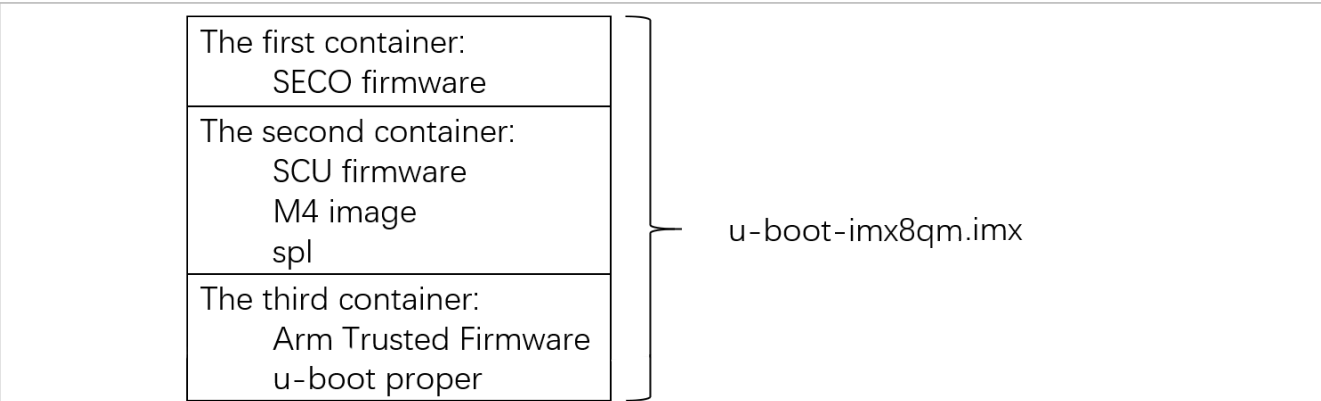 The first container:
SECO firmware
The second container:
SCU firmware
M4 image
spl
The third container:
Arm Trusted Firmware
u-boot proper
u-boot-imx8qm.imx